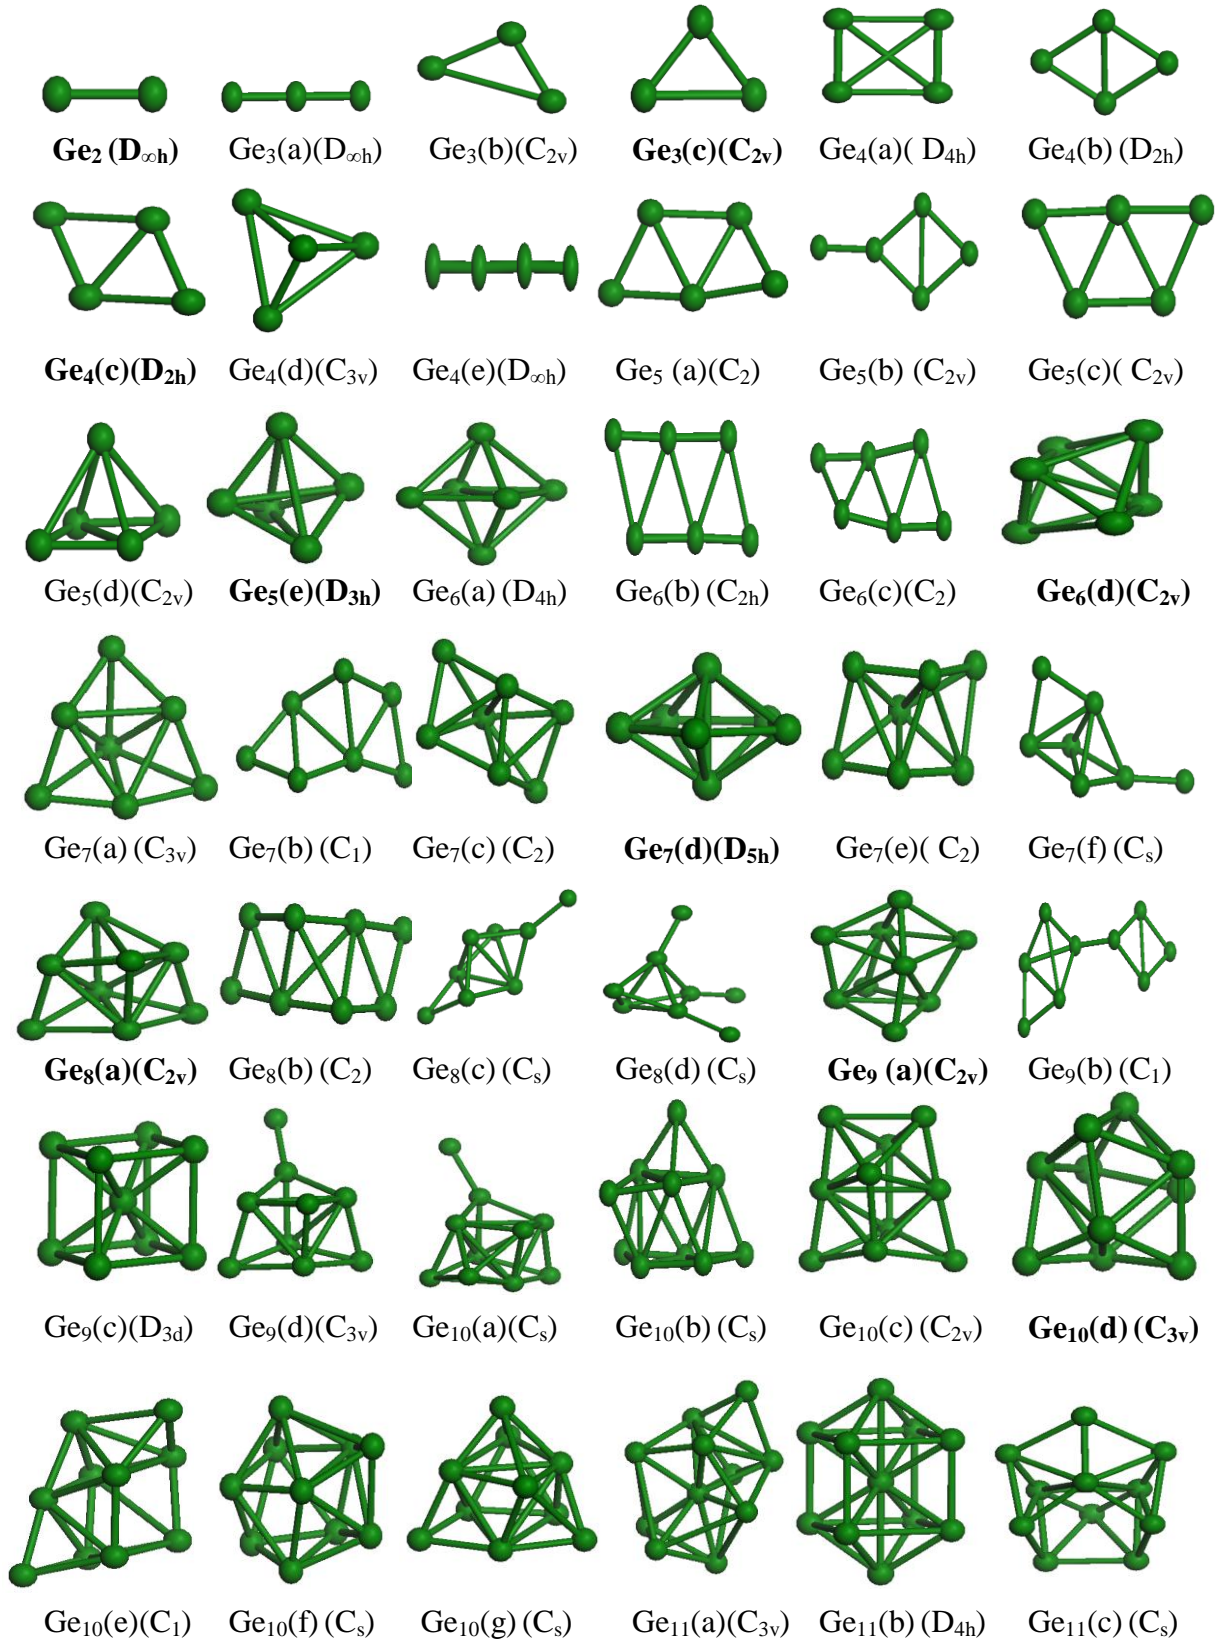 Ge₂ (D∞h) Ge₃(a)(D∞h) Ge₃(b)(C₂ᵥ) Ge₃(c)(C₂ᵥ) Ge₄(a)( D₄h) Ge₄(b) (D₂h)
Ge₄(c)(D₂h) Ge₄(d)(C₃ᵥ) Ge₄(e)(D∞h) Ge₅ (a)(C₂) Ge₅(b) (C₂ᵥ) Ge₅(c)( C₂ᵥ)
Ge₅(d)(C₂ᵥ) Ge₅(e)(D₃h) Ge₆(a) (D₄h) Ge₆(b) (C₂h) Ge₆(c)(C₂) Ge₆(d)(C₂ᵥ)
Ge₇(a) (C₃ᵥ) Ge₇(b) (C₁) Ge₇(c) (C₂) Ge₇(d)(D₅h) Ge₇(e)( C₂) Ge₇(f) (Cₛ)
Ge₈(a)(C₂ᵥ) Ge₈(b) (C₂) Ge₈(c) (Cₛ) Ge₈(d) (Cₛ) Ge₉ (a)(C₂ᵥ) Ge₉(b) (C₁)
Ge₉(c)(D₃d) Ge₉(d)(C₃ᵥ) Ge₁₀(a)(Cₛ) Ge₁₀(b) (Cₛ) Ge₁₀(c) (C₂ᵥ) Ge₁₀(d) (C₃ᵥ)
Ge₁₀(e)(C₁) Ge₁₀(f) (Cₛ) Ge₁₀(g) (Cₛ) Ge₁₁(a)(C₃ᵥ) Ge₁₁(b) (D₄h) Ge₁₁(c) (Cₛ)